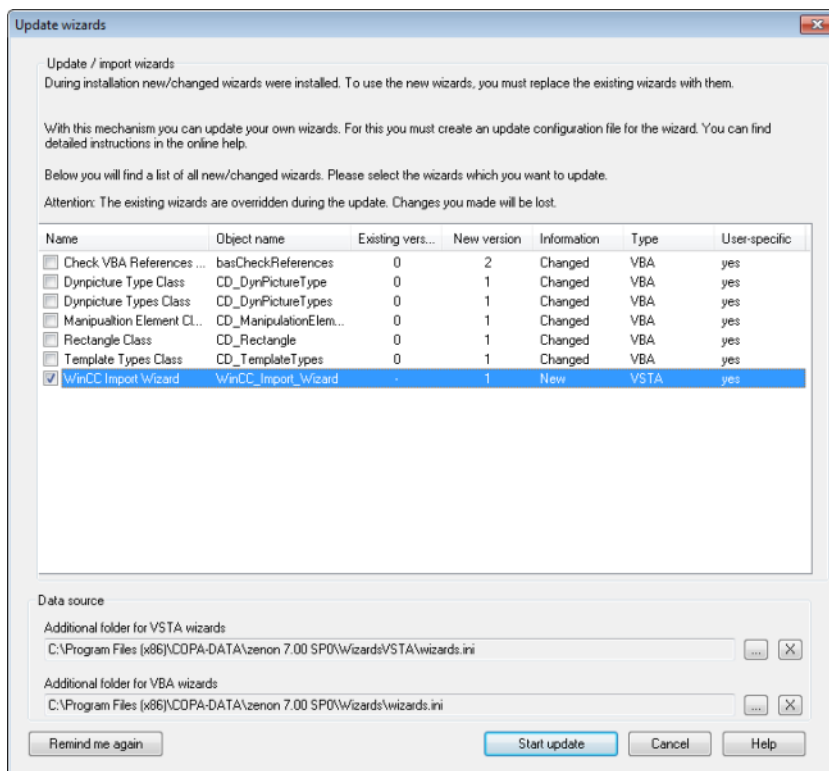 Update wizards
Update / import wizards
During installation new/changed wizards were installed. To use the new wizards, you must replace the existing wizards with them.
With this mechanism you can update your own wizards. For this you must create an update configuration file for the wizard. You can find
detailed instructions in the online help.
Below you will find a list of all new/changed wizards. Please select the wizards which you want to update.
Attention: The existing wizards are overridden during the update. Changes you made will be lost.
Name Object name Existing vers... New version Information Type User-specific
Check VBA References ... basCheckReferences 0 2 Changed VBA yes
Dynpicture Type Class CD_DynPictureType 0 1 Changed VBA yes
Dynpicture Types Class CD_DynPictureTypes 0 1 Changed VBA yes
Manipualtion Element Cl... CD_ManipulationElem... 0 1 Changed VBA yes
Rectangle Class CD_Rectangle 0 1 Changed VBA yes
Template Types Class CD_TemplateTypes 0 1 Changed VBA yes
WinCC Import Wizard WinCC_Import_Wizard - 1 New VSTA yes
Data source
Additional folder for VSTA wizards
C:\Program Files (x86)\COPA-DATA\zenon 7.00 SP0\WizardsVSTA\wizards.ini ... X
Additional folder for VBA wizards
C:\Program Files (x86)\COPA-DATA\zenon 7.00 SP0\Wizards\wizards.ini ... X
Remind me again Start update Cancel Help